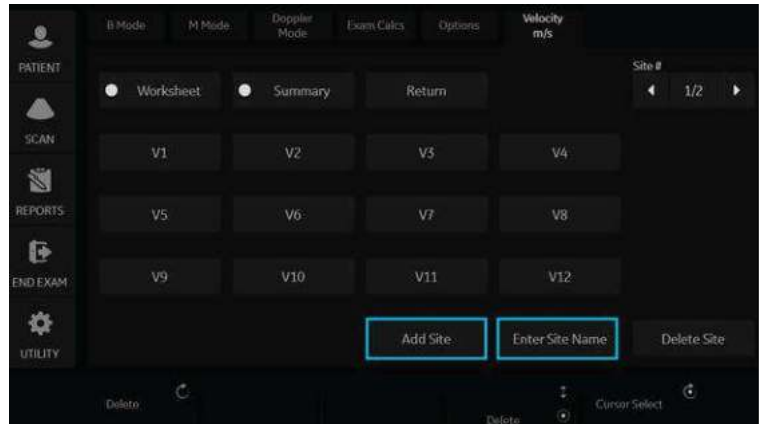 B Mode
M Mode
Doppler
Mode
Exam Calcs
Options
Velocity
m/s
PATIENT
SCAN
REPORTS
END EXAM
UTILITY
Site #
1/2
Worksheet
Summary
Return
V1
V2
V3
V4
V5
V6
V7
V8
V9
V10
V11
V12
Add Site
Enter Site Name
Delete Site
Delete
Delete
Cursor Select